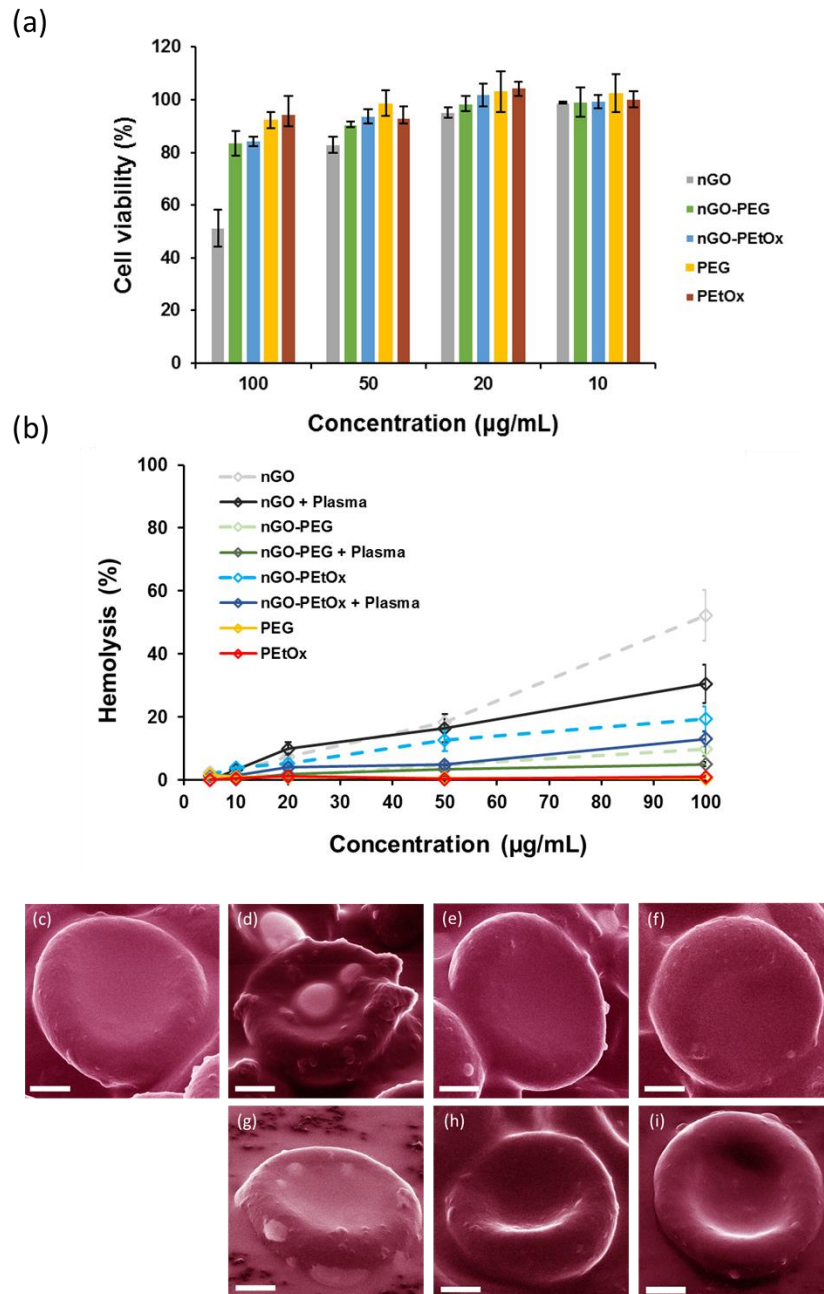 (a)
120
100
80
60
40
20
0
Cell viability (%)
100 50 20 10
Concentration (µg/mL)
nGO
nGO-PEG
nGO-PEtOx
PEG
PEtOx
(b)
100
80
60
40
20
0
Hemolysis (%)
nGO
nGO + Plasma
nGO-PEG
nGO-PEG + Plasma
nGO-PEtOx
nGO-PEtOx + Plasma
PEG
PEtOx
0 10 20 30 40 50 60 70 80 90 100
Concentration (µg/mL)
(c) (d) (e) (f)
(g) (h) (i)